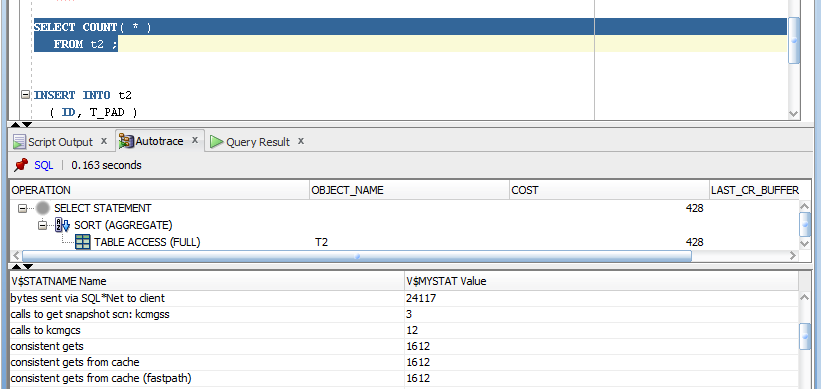 SELECT COUNT( * )
FROM t2 ;
INSERT INTO t2
( ID, T_PAD )
Script Output x Autotrace x Query Result x
SQL | 0.163 seconds
OPERATION OBJECT_NAME COST LAST_CR_BUFFER
SELECT STATEMENT 428
SORT (AGGREGATE)
TABLE ACCESS (FULL) T2 428
V$STATNAME Name V$MYSTAT Value
bytes sent via SQL*Net to client 24117
calls to get snapshot scn: kcmgss 3
calls to kcmgcs 12
consistent gets 1612
consistent gets from cache 1612
consistent gets from cache (fastpath) 1612